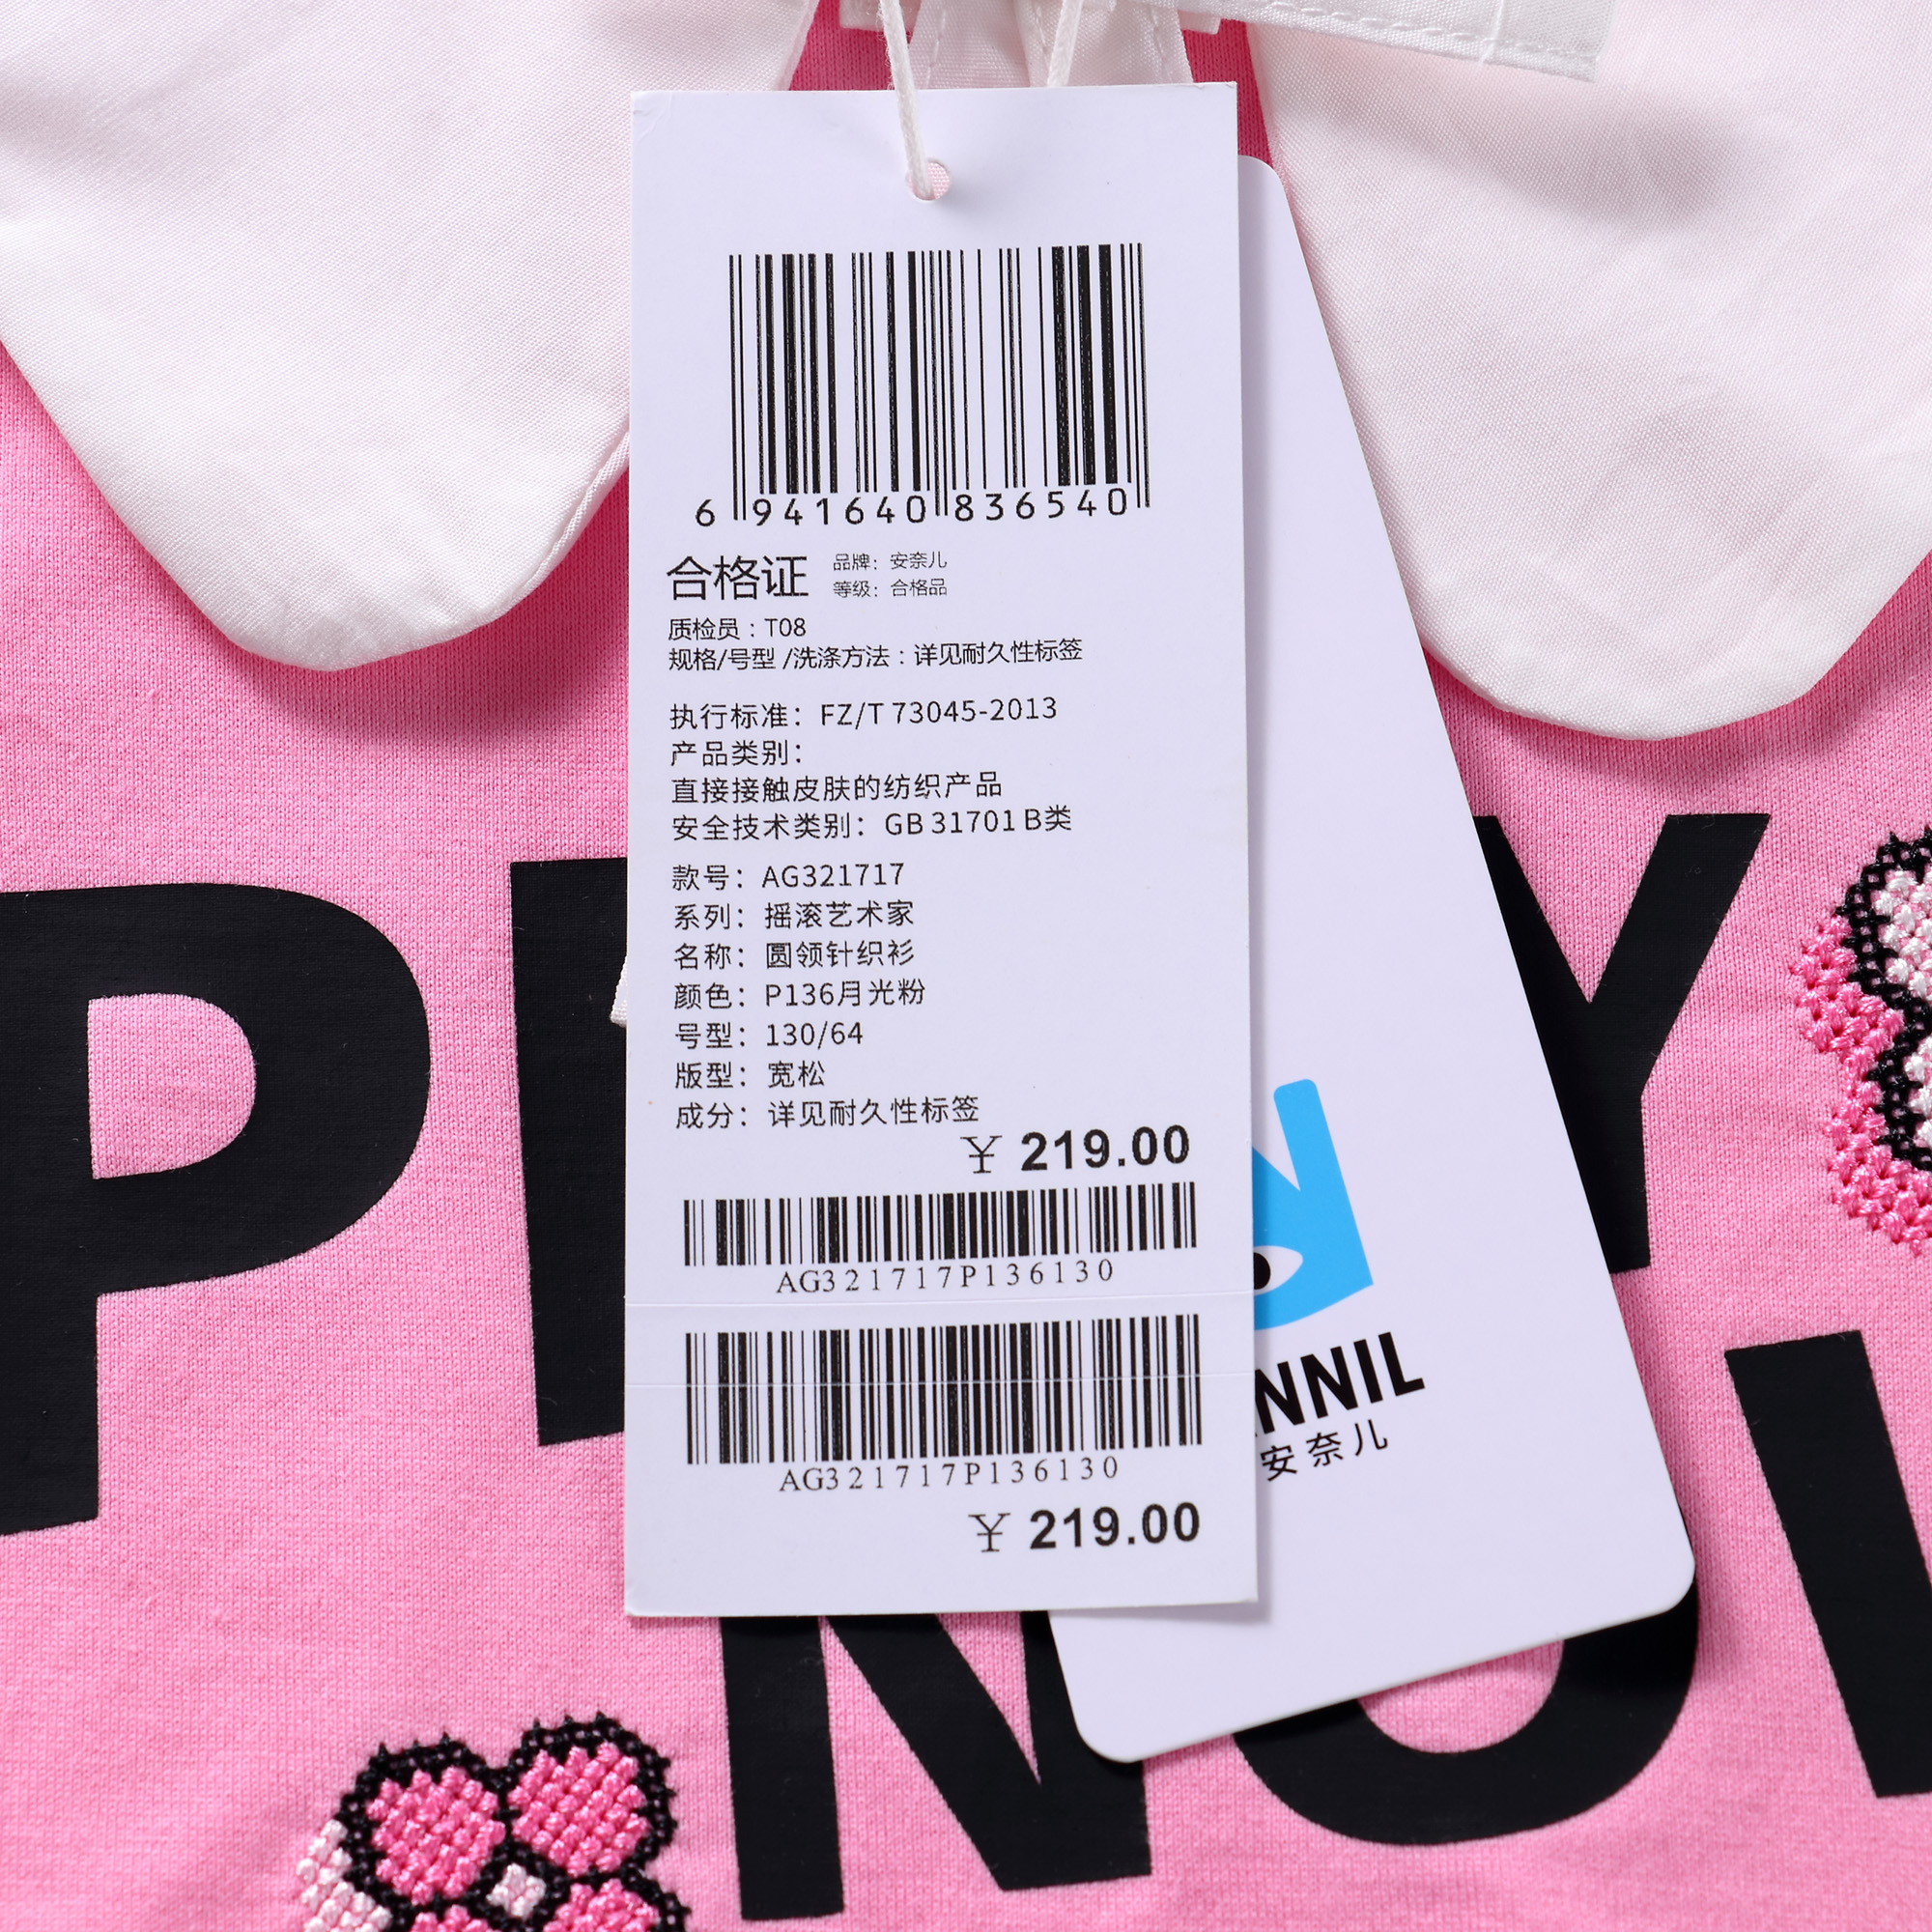 6 941640 836540
合格证
品牌：安奈儿
等级：合格品
质检员：T08
规格/号型 /洗涤方法：详见耐久性标签
执行标准：FZ/T 73045-2013
产品类别：
直接接触皮肤的纺织产品
安全技术类别：GB 31701 B类
款号：AG321717
系列：摇滚艺术家
名称：圆领针织衫
颜色：P136月光粉
号型：130/64
版型：宽松
成分：详见耐久性标签
¥ 219.00
AG321717P136130
AG321717P136130
¥ 219.00
NNIL
安奈儿
P
Y
NOW